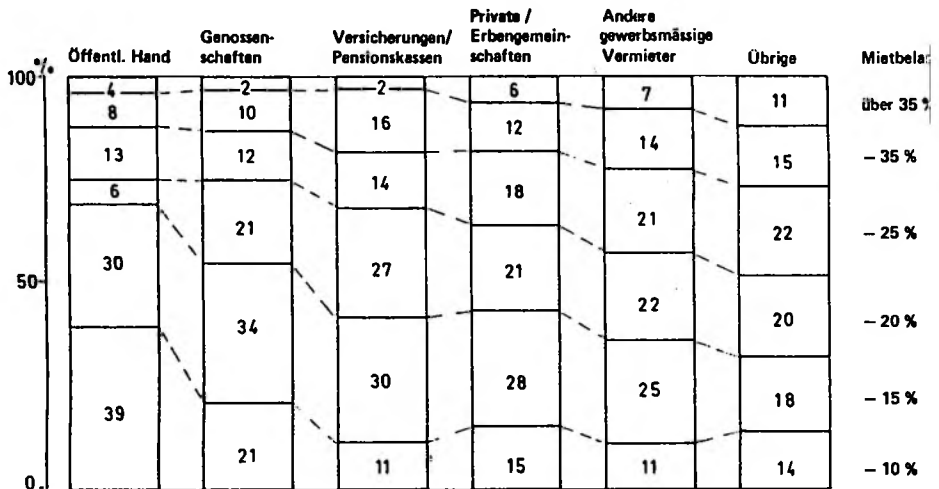 Öffentl. Hand
Genossen-
schaften
Versicherungen/
Pensionskassen
Private /
Erbengemein-
schaften
Andere
gewerbsmässige
Vermieter
Übrige
%
100
50
0
4
8
13
6
30
39
2
10
12
21
34
21
2
16
14
27
30
11
6
12
18
21
28
15
7
14
21
22
25
11
11
15
22
20
18
14
über 35 %
– 35 %
– 25 %
– 20 %
– 15 %
– 10 %